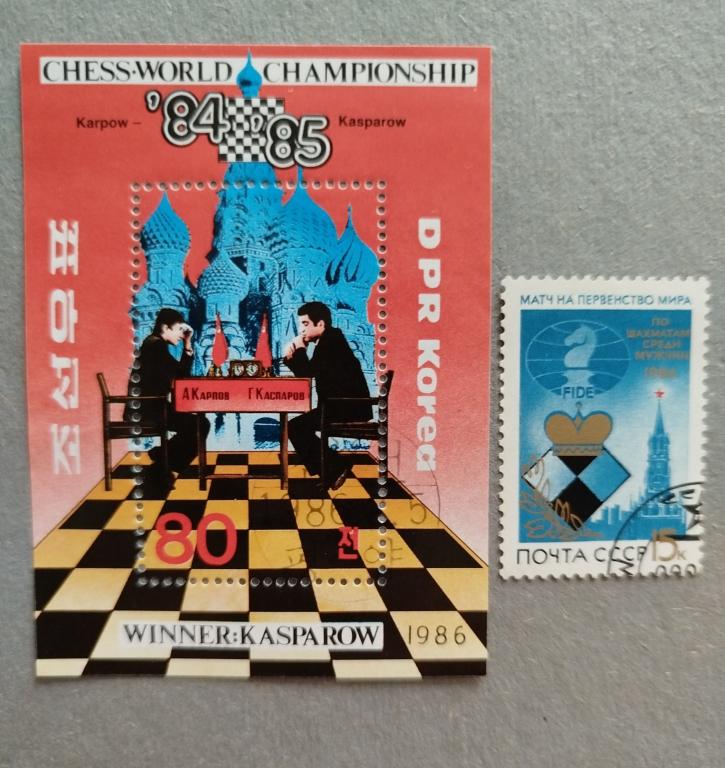 CHESS·WORLD CHAMPIONSHIP
Karpow – '84 '85 Kasparow
조선우표
DPR Korea
А.Карпов Г.Каспаров
1986
80 전
WINNER:KASPAROW 1986
МАТЧ НА ПЕРВЕНСТВО МИРА
ПО
ШАХМАТАМ
СРЕДИ
МУЖЧИН
1984
FIDE
ПОЧТА СССР 15к